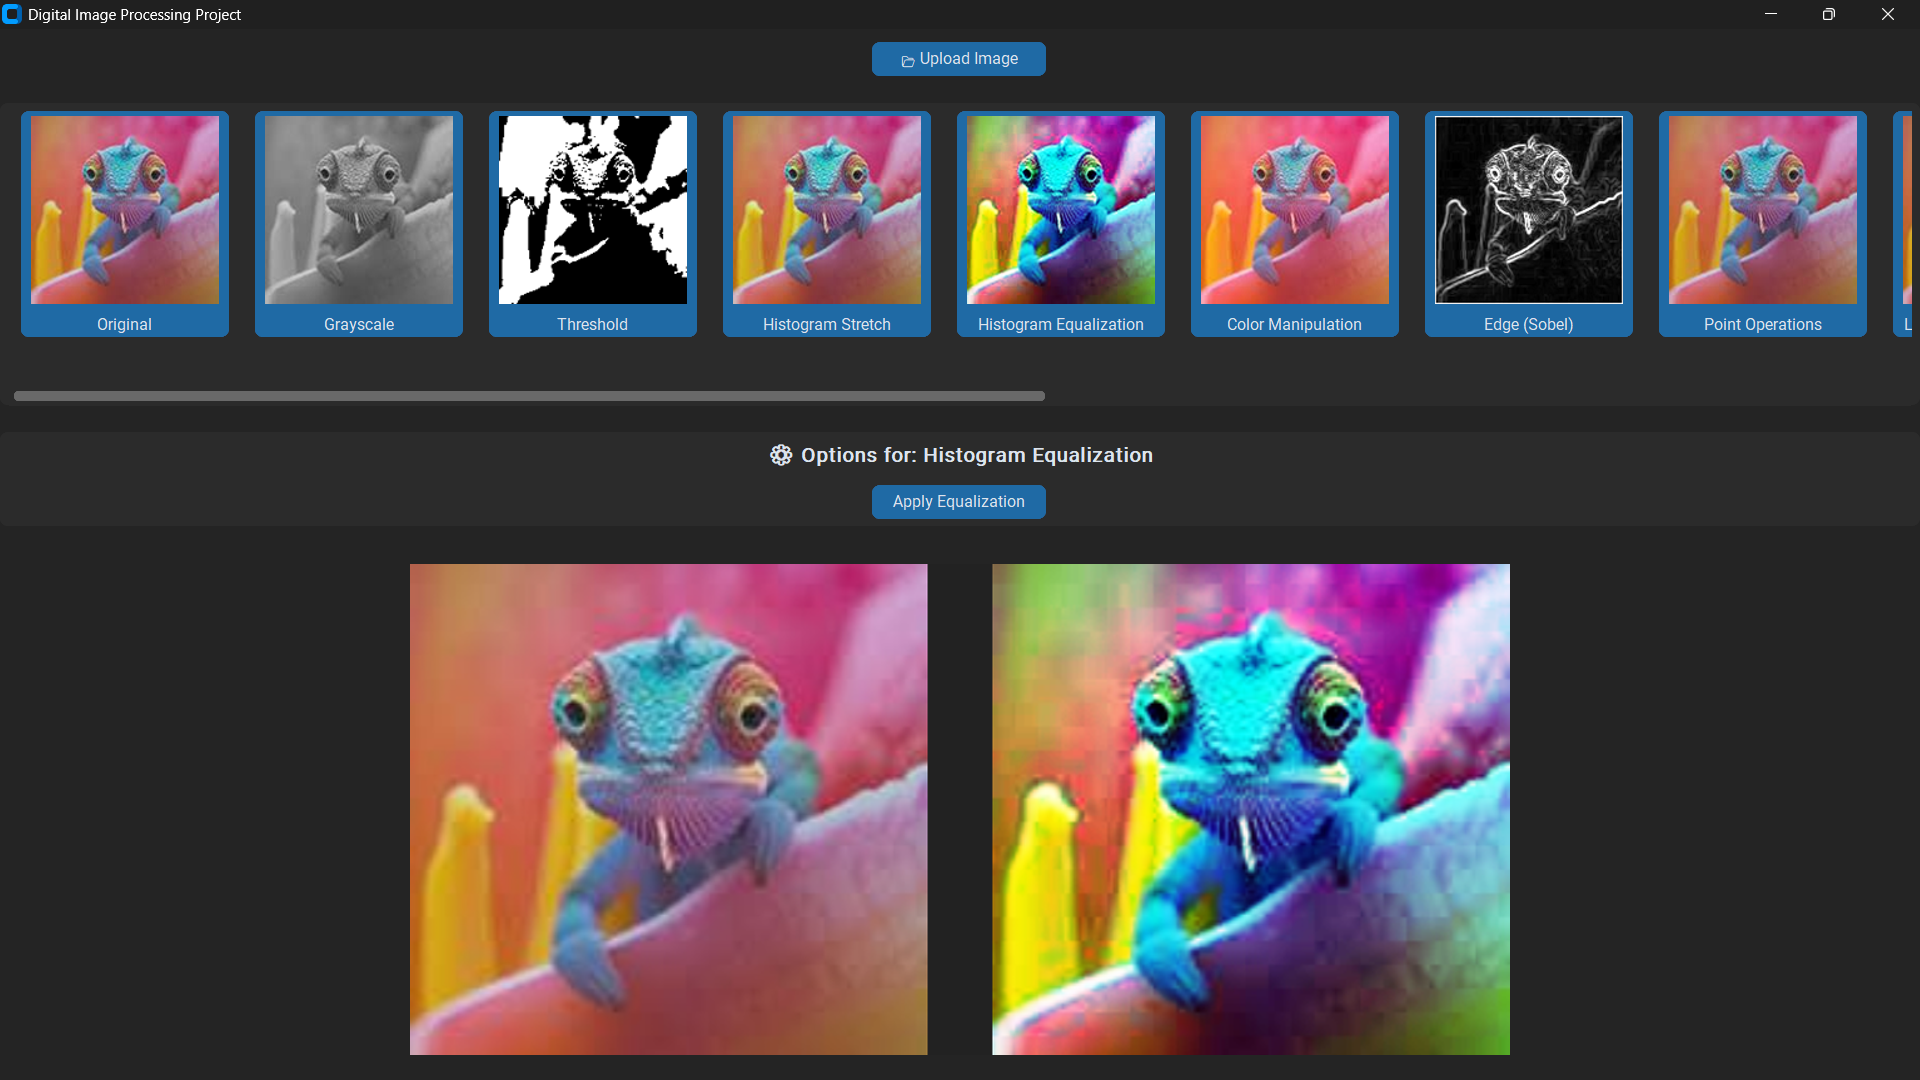 Digital Image Processing Project
Upload Image
Original
Grayscale
Threshold
Histogram Stretch
Histogram Equalization
Color Manipulation
Edge (Sobel)
Point Operations
L
Options for: Histogram Equalization
Apply Equalization